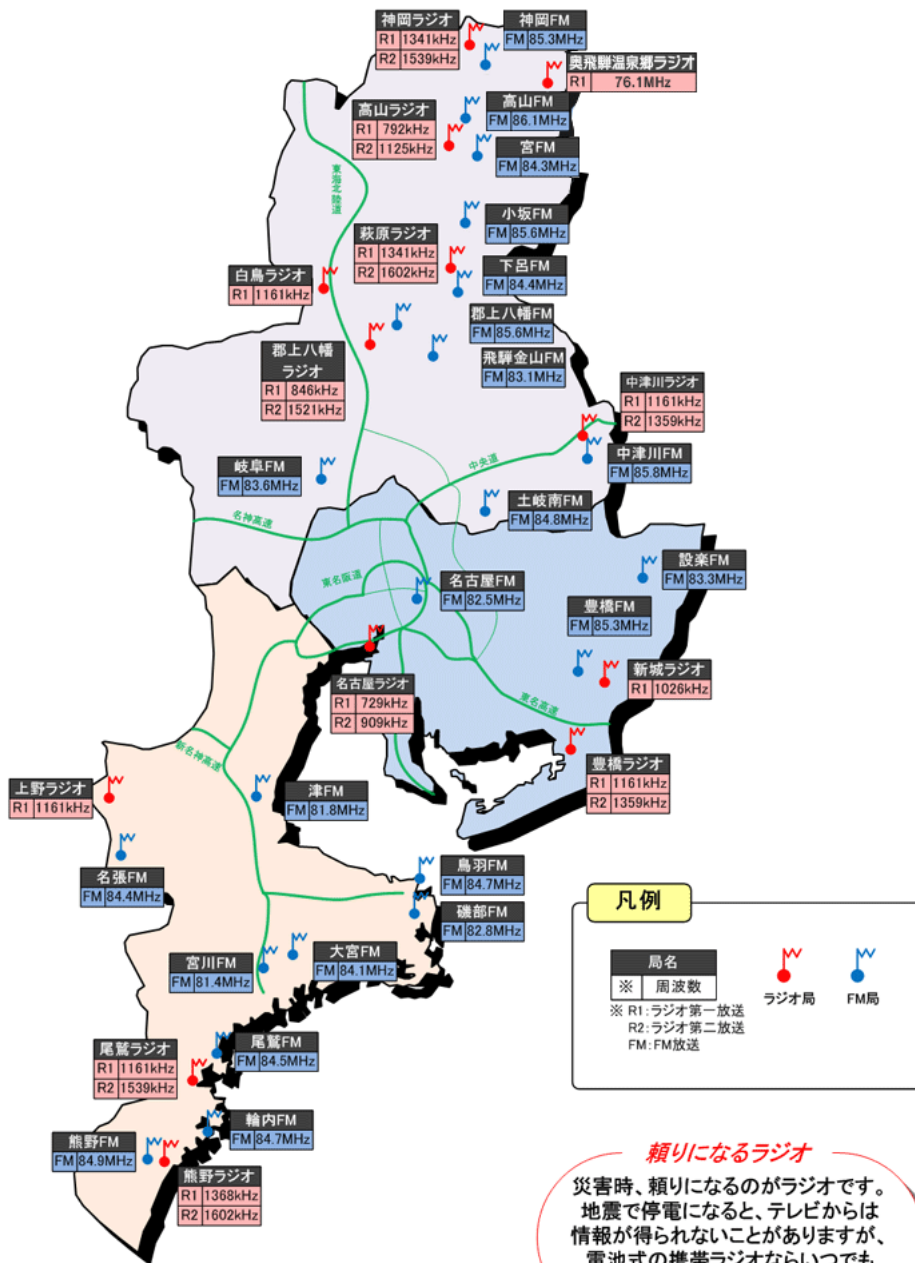 神岡ラジオ
R1 1341kHz
R2 1539kHz
神岡FM
FM 85.3MHz
奥飛騨温泉郷ラジオ
R1 76.1MHz
高山ラジオ
R1 792kHz
R2 1125kHz
高山FM
FM 86.1MHz
宮FM
FM 84.3MHz
東海北陸道
小坂FM
FM 85.6MHz
萩原ラジオ
R1 1341kHz
R2 1602kHz
下呂FM
FM 84.4MHz
白鳥ラジオ
R1 1161kHz
郡上八幡FM
FM 85.6MHz
飛騨金山FM
FM 83.1MHz
郡上八幡
ラジオ
R1 846kHz
R2 1521kHz
中津川ラジオ
R1 1161kHz
R2 1359kHz
中津川FM
FM 85.8MHz
岐阜FM
FM 83.6MHz
中央道
土岐南FM
FM 84.8MHz
名神高速
東名阪道
名古屋FM
FM 82.5MHz
設楽FM
FM 83.3MHz
豊橋FM
FM 85.3MHz
新城ラジオ
R1 1026kHz
名古屋ラジオ
R1 729kHz
R2 909kHz
東名高速
豊橋ラジオ
R1 1161kHz
R2 1359kHz
新名神高速
上野ラジオ
R1 1161kHz
津FM
FM 81.8MHz
名張FM
FM 84.4MHz
鳥羽FM
FM 84.7MHz
磯部FM
FM 82.8MHz
宮川FM
FM 81.4MHz
大宮FM
FM 84.1MHz
尾鷲FM
FM 84.5MHz
尾鷲ラジオ
R1 1161kHz
R2 1539kHz
輪内FM
FM 84.7MHz
熊野FM
FM 84.9MHz
熊野ラジオ
R1 1368kHz
R2 1602kHz
凡例
局名
※ 周波数
ラジオ局
FM局
※ R1:ラジオ第一放送
R2:ラジオ第二放送
FM:FM放送
頼りになるラジオ
災害時、頼りになるのがラジオです。
地震で停電になると、テレビからは
情報が得られないことがありますが、
電池式の携帯ラジオならいつでも